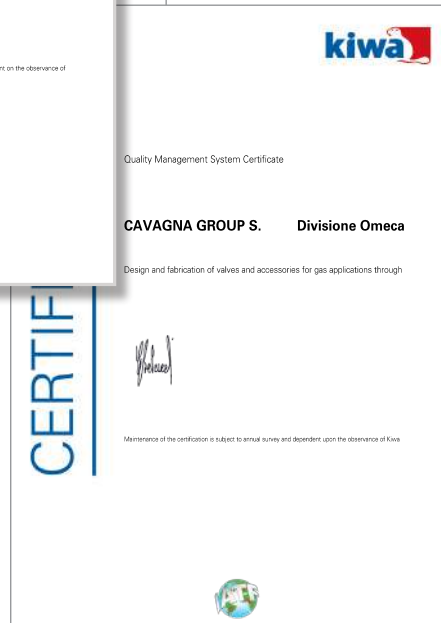 kiwa
nt on the observance of
Quality Management System Certificate
CAVAGNA GROUP S. Divisione Omeca
Design and fabrication of valves and accessories for gas applications through
Maintenance of the certification is subject to annual survey and dependent upon the observance of Kiwa
CERTIFI
IATF